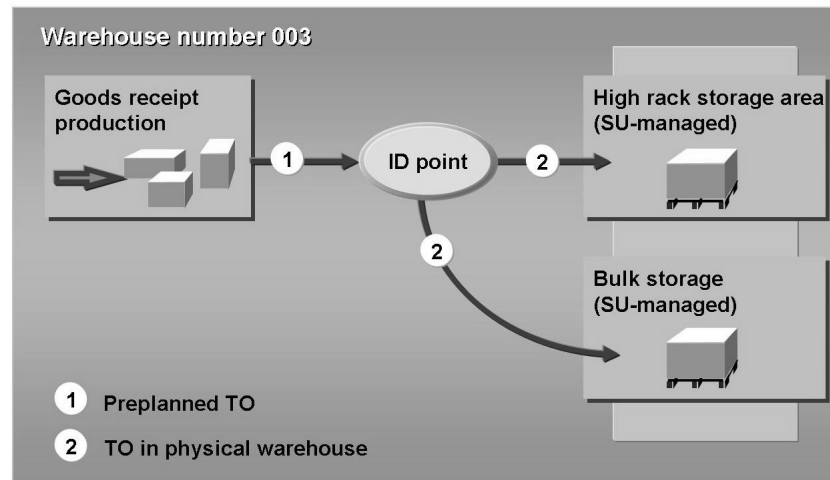 Warehouse number 003
Goods receipt
production
1
ID point
2
High rack storage area
(SU-managed)
2
Bulk storage
(SU-managed)
1 Preplanned TO
2 TO in physical warehouse